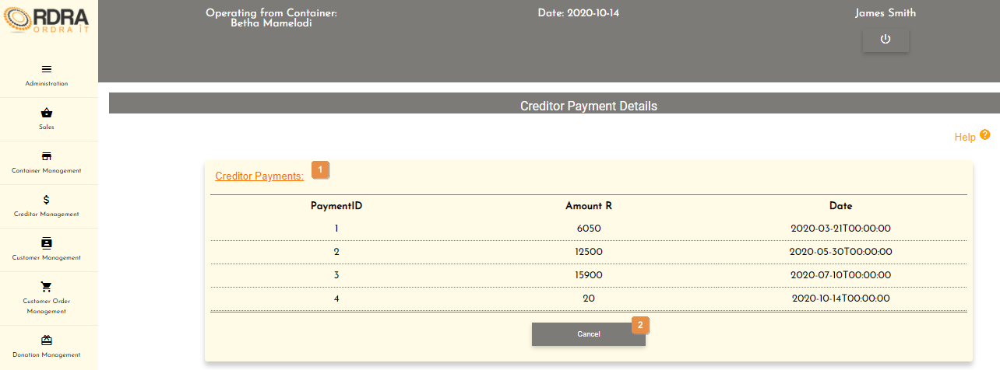 RDRA
ORDRA iT
Operating from Container:
Betha Mamelodi
Date: 2020-10-14
James Smith
Administration
Sales
Container Management
Creditor Management
Customer Management
Customer Order
Management
Donation Management
Creditor Payment Details
Help ?
Creditor Payments: 1
PaymentID Amount R Date
1 6050 2020-03-21T00:00:00
2 12500 2020-05-30T00:00:00
3 15900 2020-07-10T00:00:00
4 20 2020-10-14T00:00:00
Cancel 2